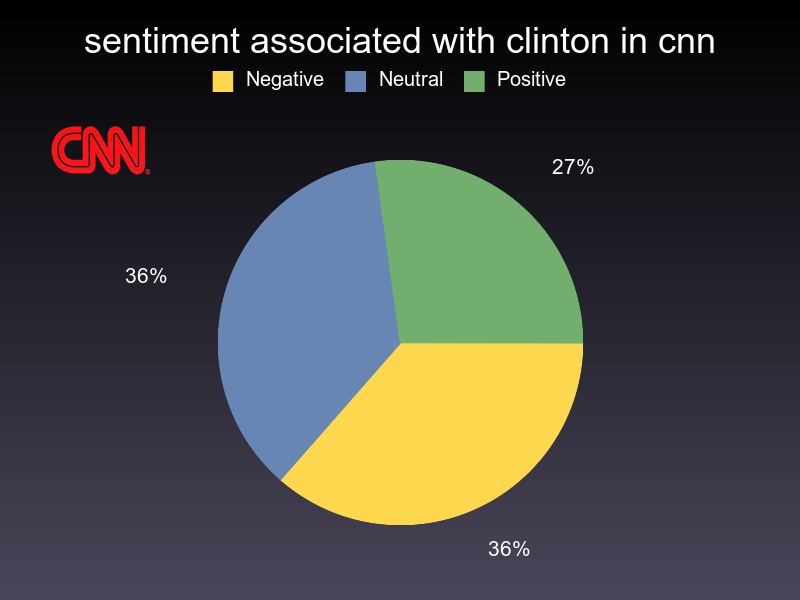 sentiment associated with clinton in cnn
Negative Neutral Positive
CNN
27%
36%
36%